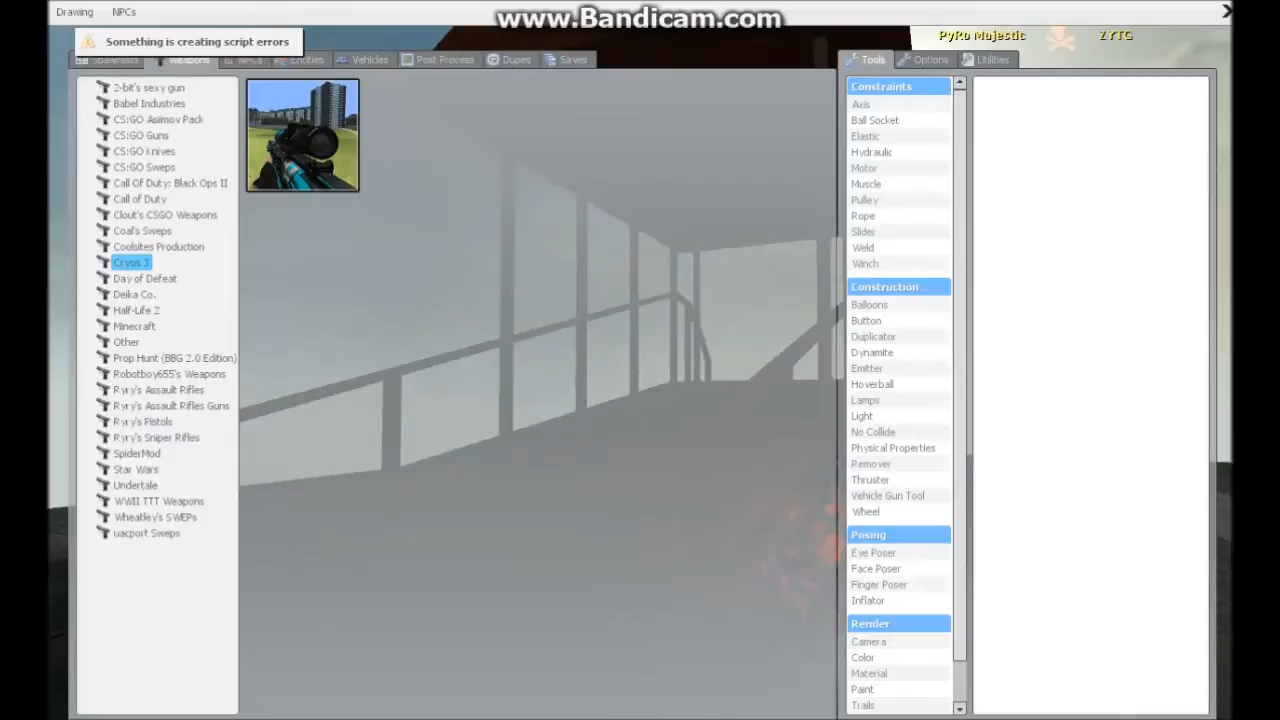 www.Bandicam.com
Drawing NPCs
Something is creating script errors
PyRo Majestic
Spawnlists Weapons NPCs Entities Vehicles Post Process Dupes Saves
2-bit's sexy gun
Babel Industries
CS:GO Asiimov Pack
CS:GO Guns
CS:GO Knives
CS:GO Sweps
Call Of Duty: Black Ops II
Call of Duty
Clout's CSGO Weapons
Coal's Sweps
Coolsites Production
Crysis 3
Day of Defeat
Deika Co.
Half-Life 2
Minecraft
Other
Prop Hunt (BBG 2.0 Edition)
Robotboy655's Weapons
Ryry's Assault Rifles
Ryry's Assault Rifles Guns
Ryry's Pistols
Ryry's Sniper Rifles
SpiderMod
Star Wars
Undertale
WWII TTT Weapons
Wheatley's SWEPs
uacport Sweps
Tools Options Utilities
Constraints
Axis
Ball Socket
Elastic
Hydraulic
Motor
Muscle
Pulley
Rope
Slider
Weld
Winch
Construction
Balloons
Button
Duplicator
Dynamite
Emitter
Hoverball
Lamps
Light
No Collide
Physical Properties
Remover
Thruster
Vehicle Gun Tool
Wheel
Posing
Eye Poser
Face Poser
Finger Poser
Inflator
Render
Camera
Color
Material
Paint
Trails